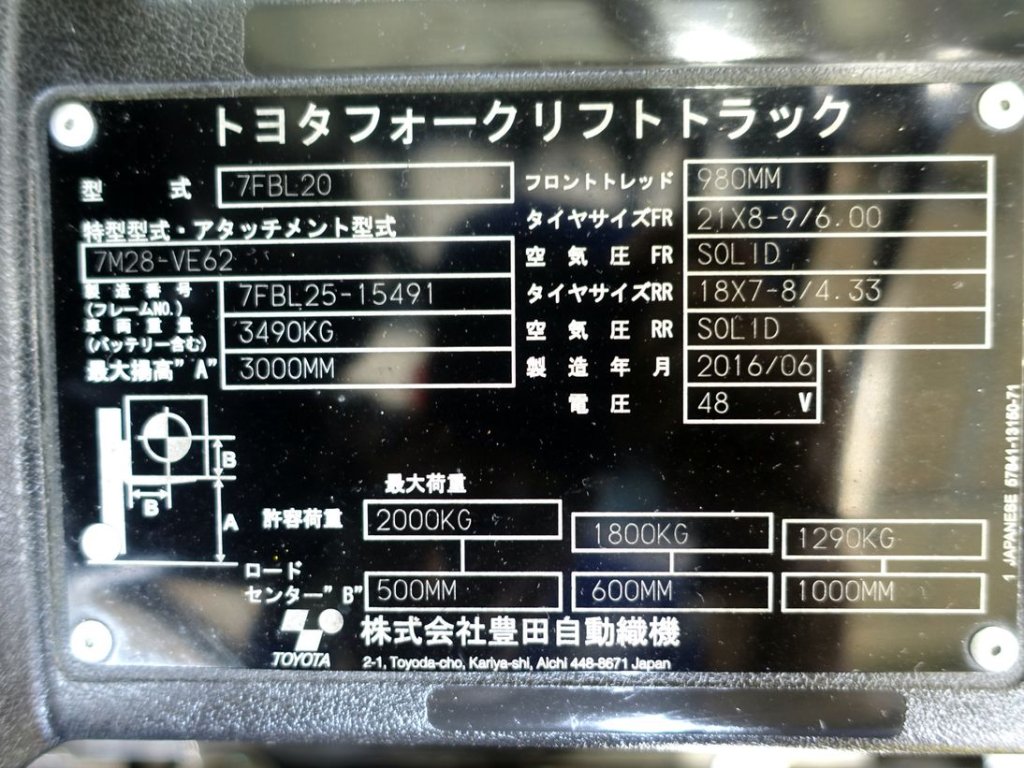 トヨタフォークリフトトラック
型 式 7FBL20
特型型式・アタッチメント型式
7M28-VE62
製造番号 7FBL25-15491
(フレームNO.)
車両重量 3490KG
(バッテリー含む)
最大揚高"A" 3000MM
フロントトレッド 980MM
タイヤサイズFR 21X8-9/6.00
空 気 圧 FR SOLID
タイヤサイズRR 18X7-8/4.33
空 気 圧 RR SOLID
製 造 年 月 2016/06
電 圧 48 V
B
B
A
最大荷重
許容荷重 2000KG 1800KG 1290KG
ロード
センター"B" 500MM 600MM 1000MM
TOYOTA
株式会社豊田自動織機
2-1, Toyoda-cho, Kariya-shi, Aichi 448-8671 Japan
1 JAPANESE 57841-13150-71